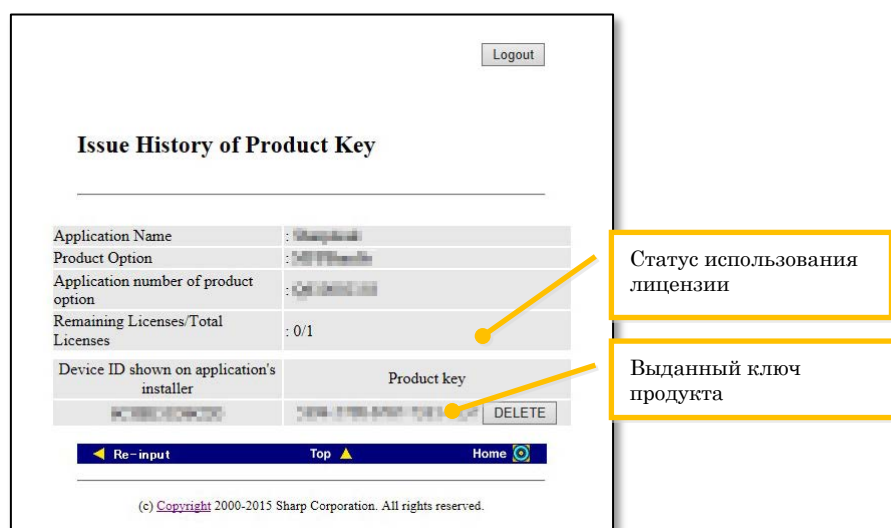 Logout
Issue History of Product Key
Application Name :
Product Option :
Application number of product
option :
Remaining Licenses/Total
Licenses : 0/1
Статус использования
лицензии
Device ID shown on application's
installer
Product key
DELETE
Выданный ключ
продукта
Re-input Top Home
(c) Copyright 2000-2015 Sharp Corporation. All rights reserved.